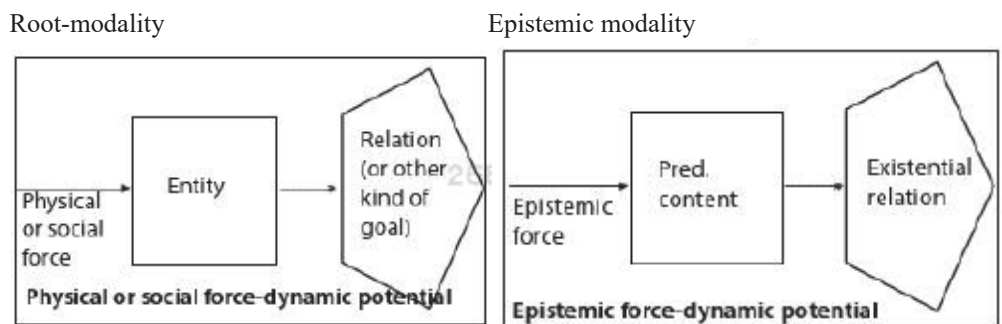 Root-modality
Epistemic modality
Physical
or social
force
Entity
Relation
(or other
kind of
goal)
Physical or social force-dynamic potential
Epistemic
force
Pred.
content
Existential
relation
Epistemic force-dynamic potential